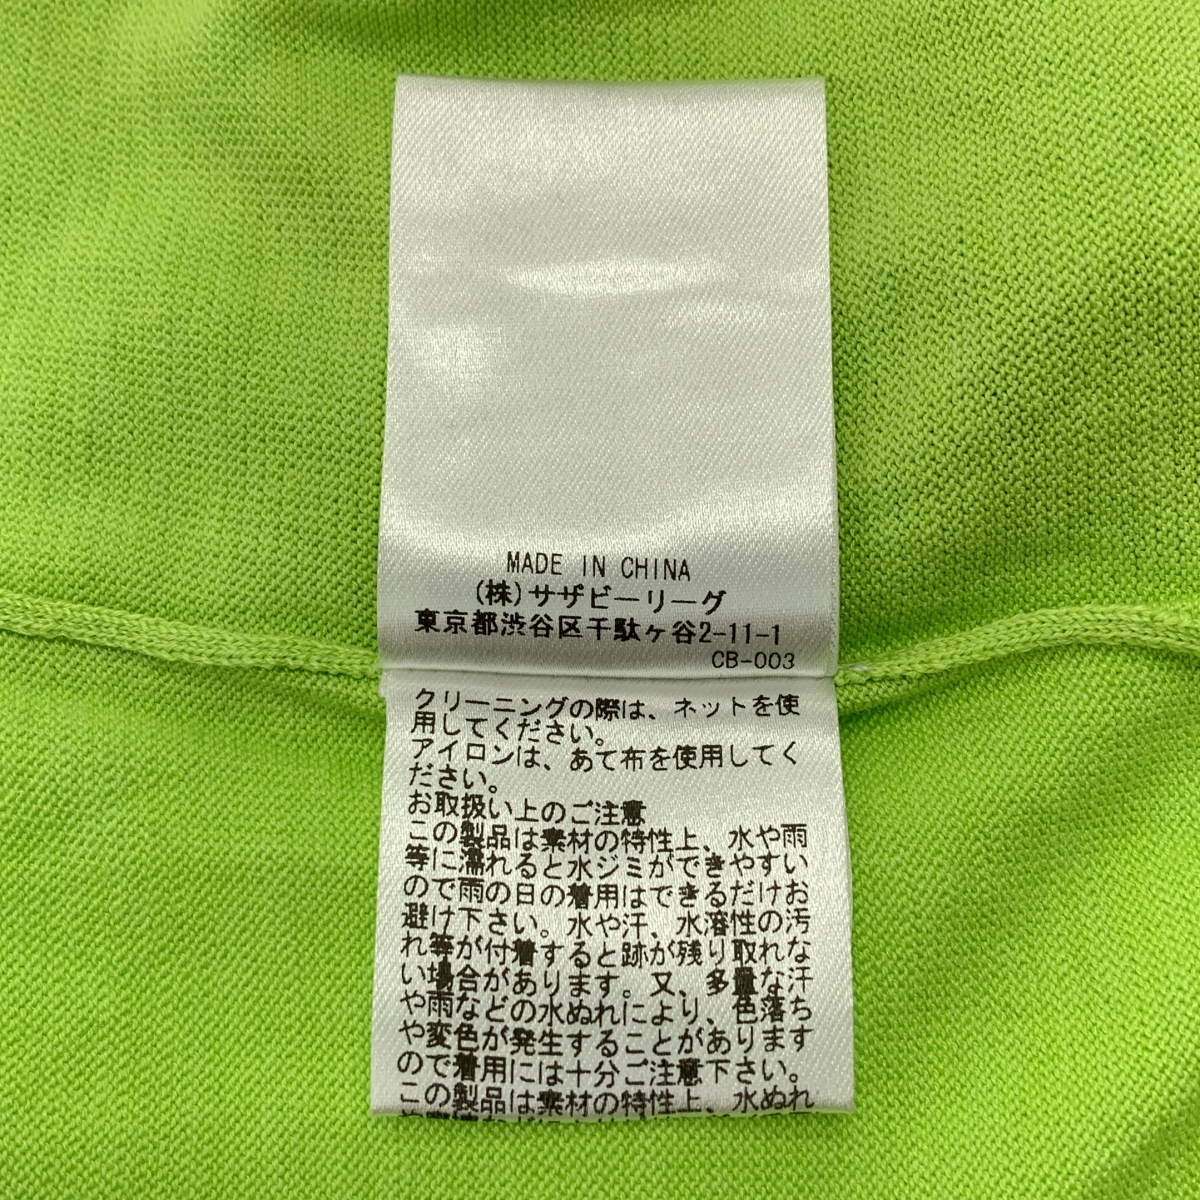 MADE IN CHINA
(株)サザビーリーグ
東京都渋谷区千駄ヶ谷2-11-1
CB-003
クリーニングの際は、ネットを使
用してください。
アイロンは、あて布を使用してく
ださい。
お取扱い上のご注意
この製品は素材の特性上、水や雨
等に濡れると水ジミができやすい
ので雨の日の着用はできるだけお
避け下さい。水や汗、水溶性の汚
れ等が付着すると跡が残り取れな
い場合があります。又、多量な汗
や雨などの水ぬれにより、色落ち
や変色が発生することがあります
ので着用には十分ご注意下さい。
この製品は素材の特性上、水ぬれ